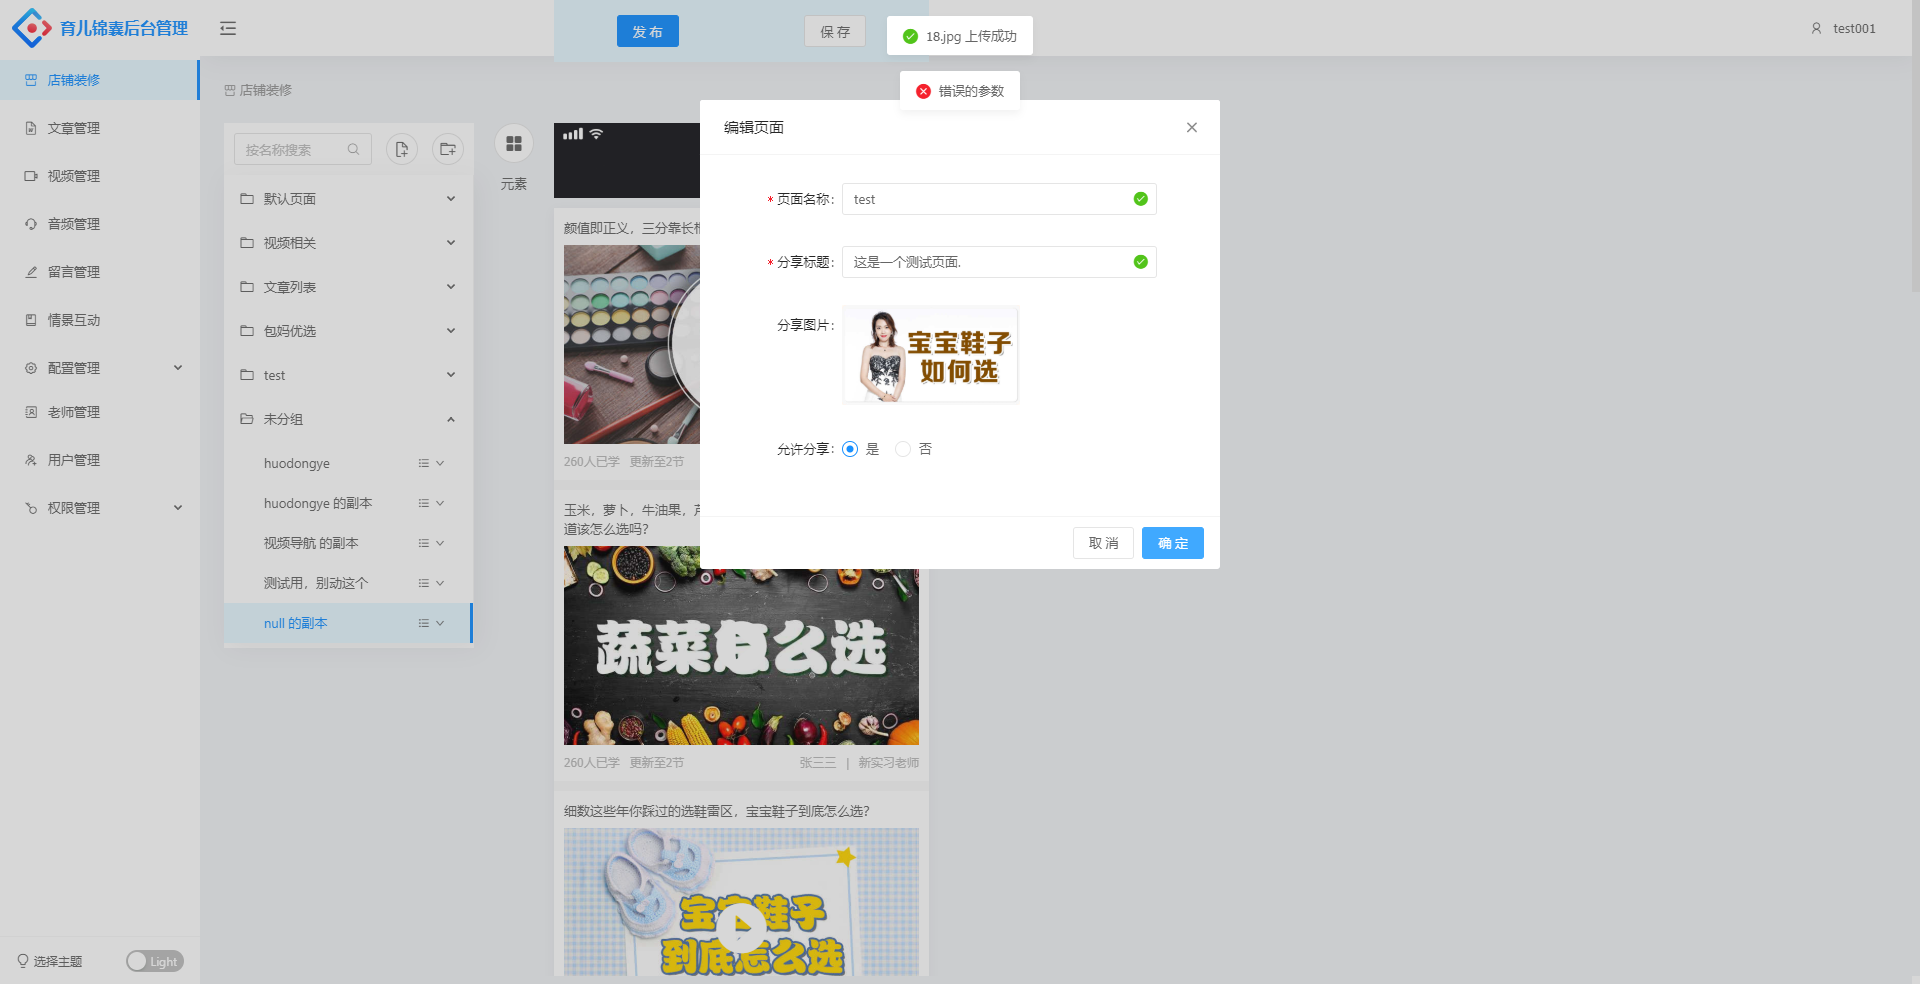 育儿锦囊后台管理
发 布
保 存
18.jpg 上传成功
test001
错误的参数
店铺装修
文章管理
视频管理
音频管理
留言管理
情景互动
配置管理
老师管理
用户管理
权限管理
选择主题
Light
店铺装修
按名称搜索
默认页面
视频相关
文章列表
包妈优选
test
未分组
huodongye
huodongye 的副本
视频导航 的副本
测试用，别动这个
null 的副本
元素
颜值即正义，三分靠长相
260人已学 更新至2节
玉米，萝卜，牛油果，
道该怎么选吗？
蔬菜怎么选
260人已学 更新至2节
张三三 | 新实习老师
细数这些年你踩过的选鞋雷区，宝宝鞋子到底怎么选？
宝宝鞋子
到底怎么选
编辑页面
* 页面名称：
test
* 分享标题：
这是一个测试页面.
分享图片：
宝宝鞋子
如何选
允许分享：
是
否
取 消
确 定